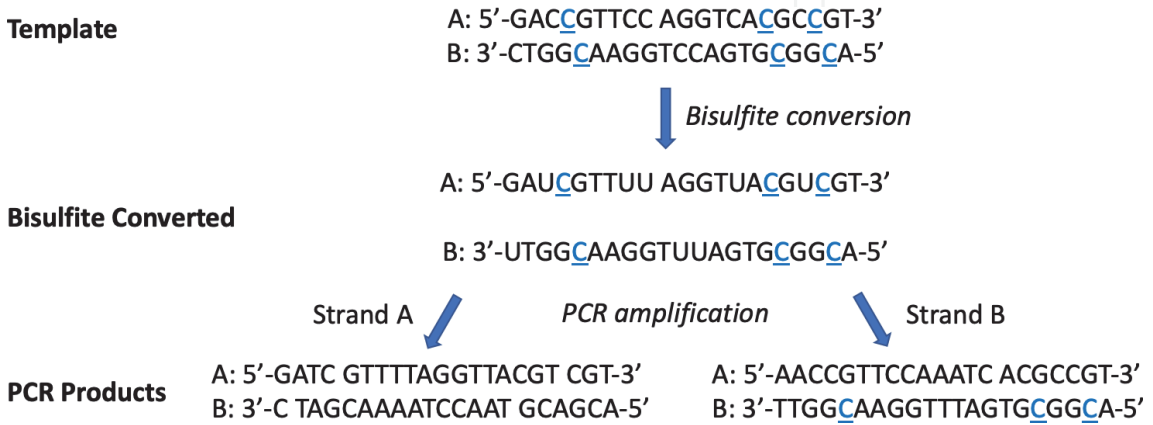 Template
A: 5’-GACCGTTCC AGGTCACGCCGT-3’
B: 3’-CTGGCAAGGTCCAGTGCGGCA-5’
Bisulfite conversion
A: 5’-GAUCGTTUU AGGTUACGUCGT-3’
Bisulfite Converted
B: 3’-UTGGCAAGGTUUAGTGCGGCA-5’
Strand A PCR amplification Strand B
PCR Products
A: 5’-GATC GTTTTAGGTTACGT CGT-3’ A: 5’-AACCGTTCCAAATC ACGCCGT-3’
B: 3’-C TAGCAAAATCCAAT GCAGCA-5’ B: 3’-TTGGCAAGGTTTAGTGCGGCA-5’